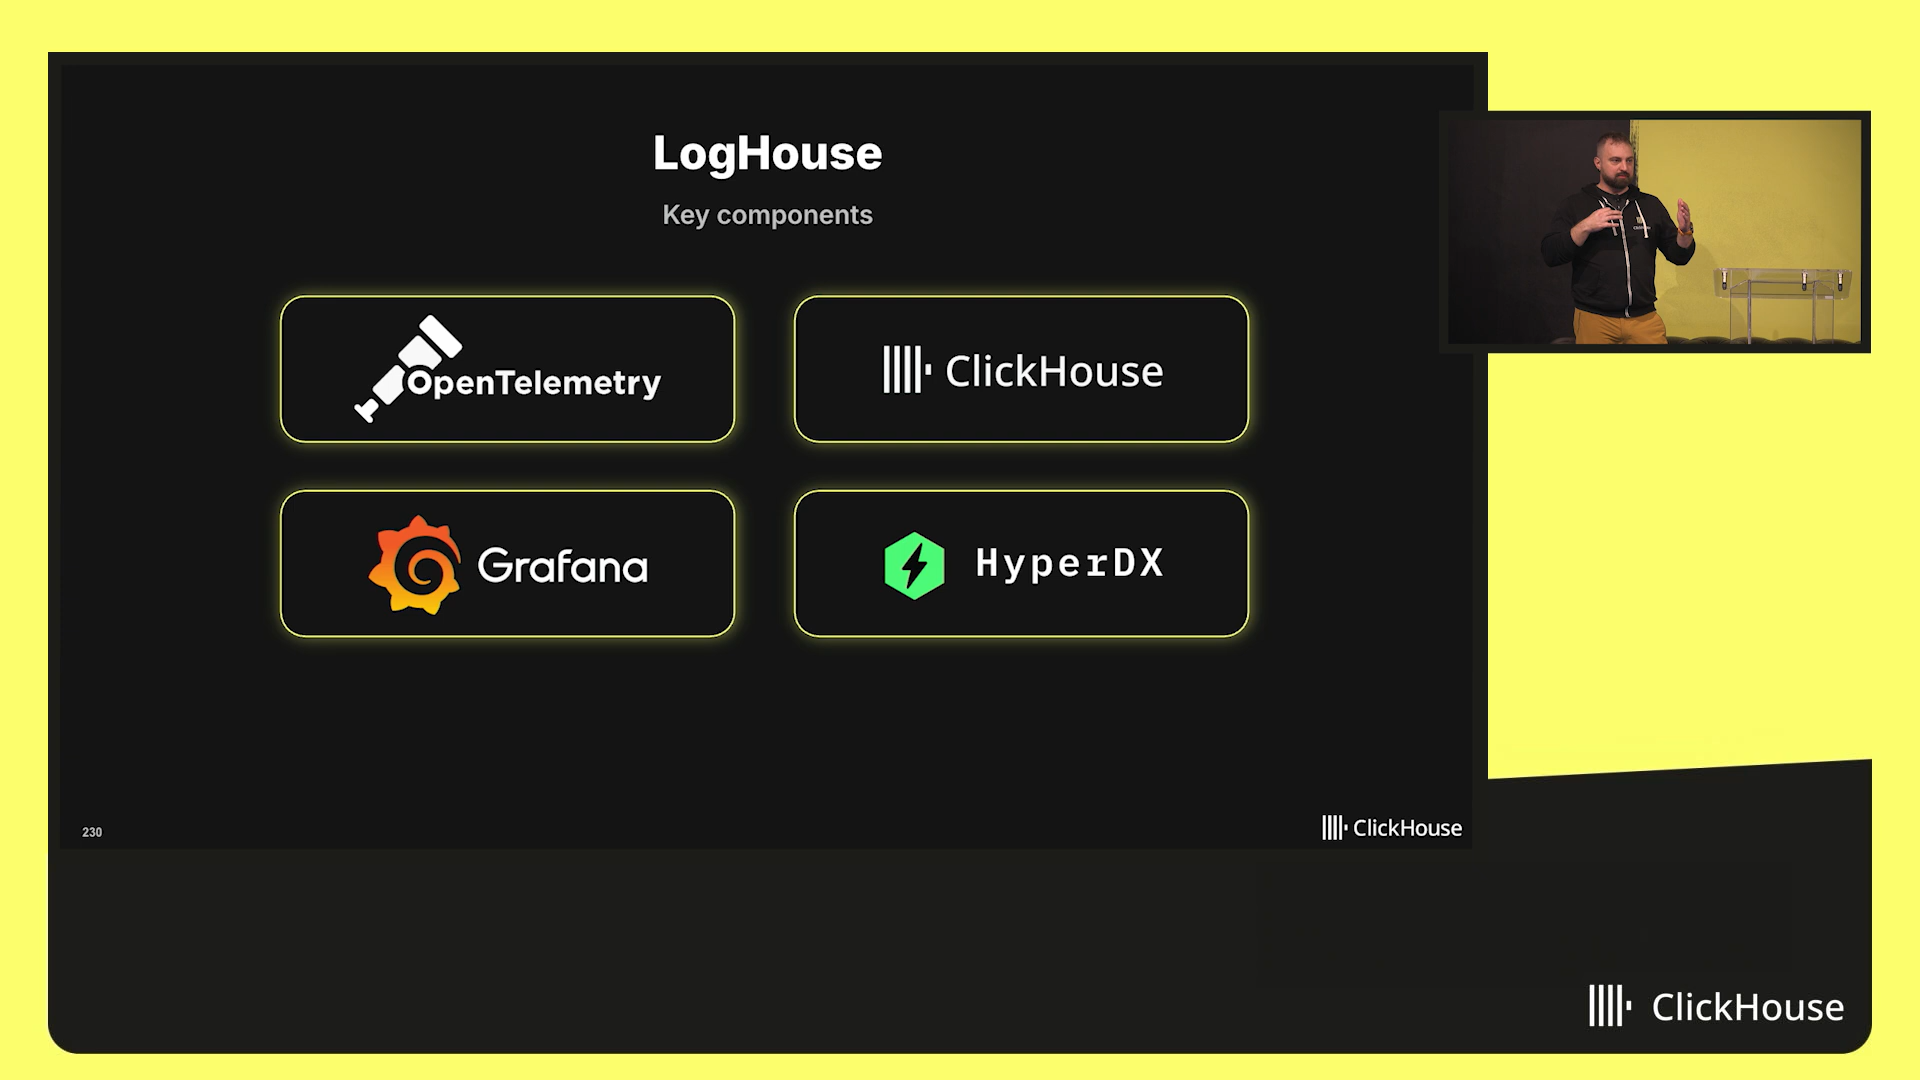 LogHouse
Key components
OpenTelemetry
ClickHouse
Grafana
HyperDX
230
ClickHouse
ClickHouse